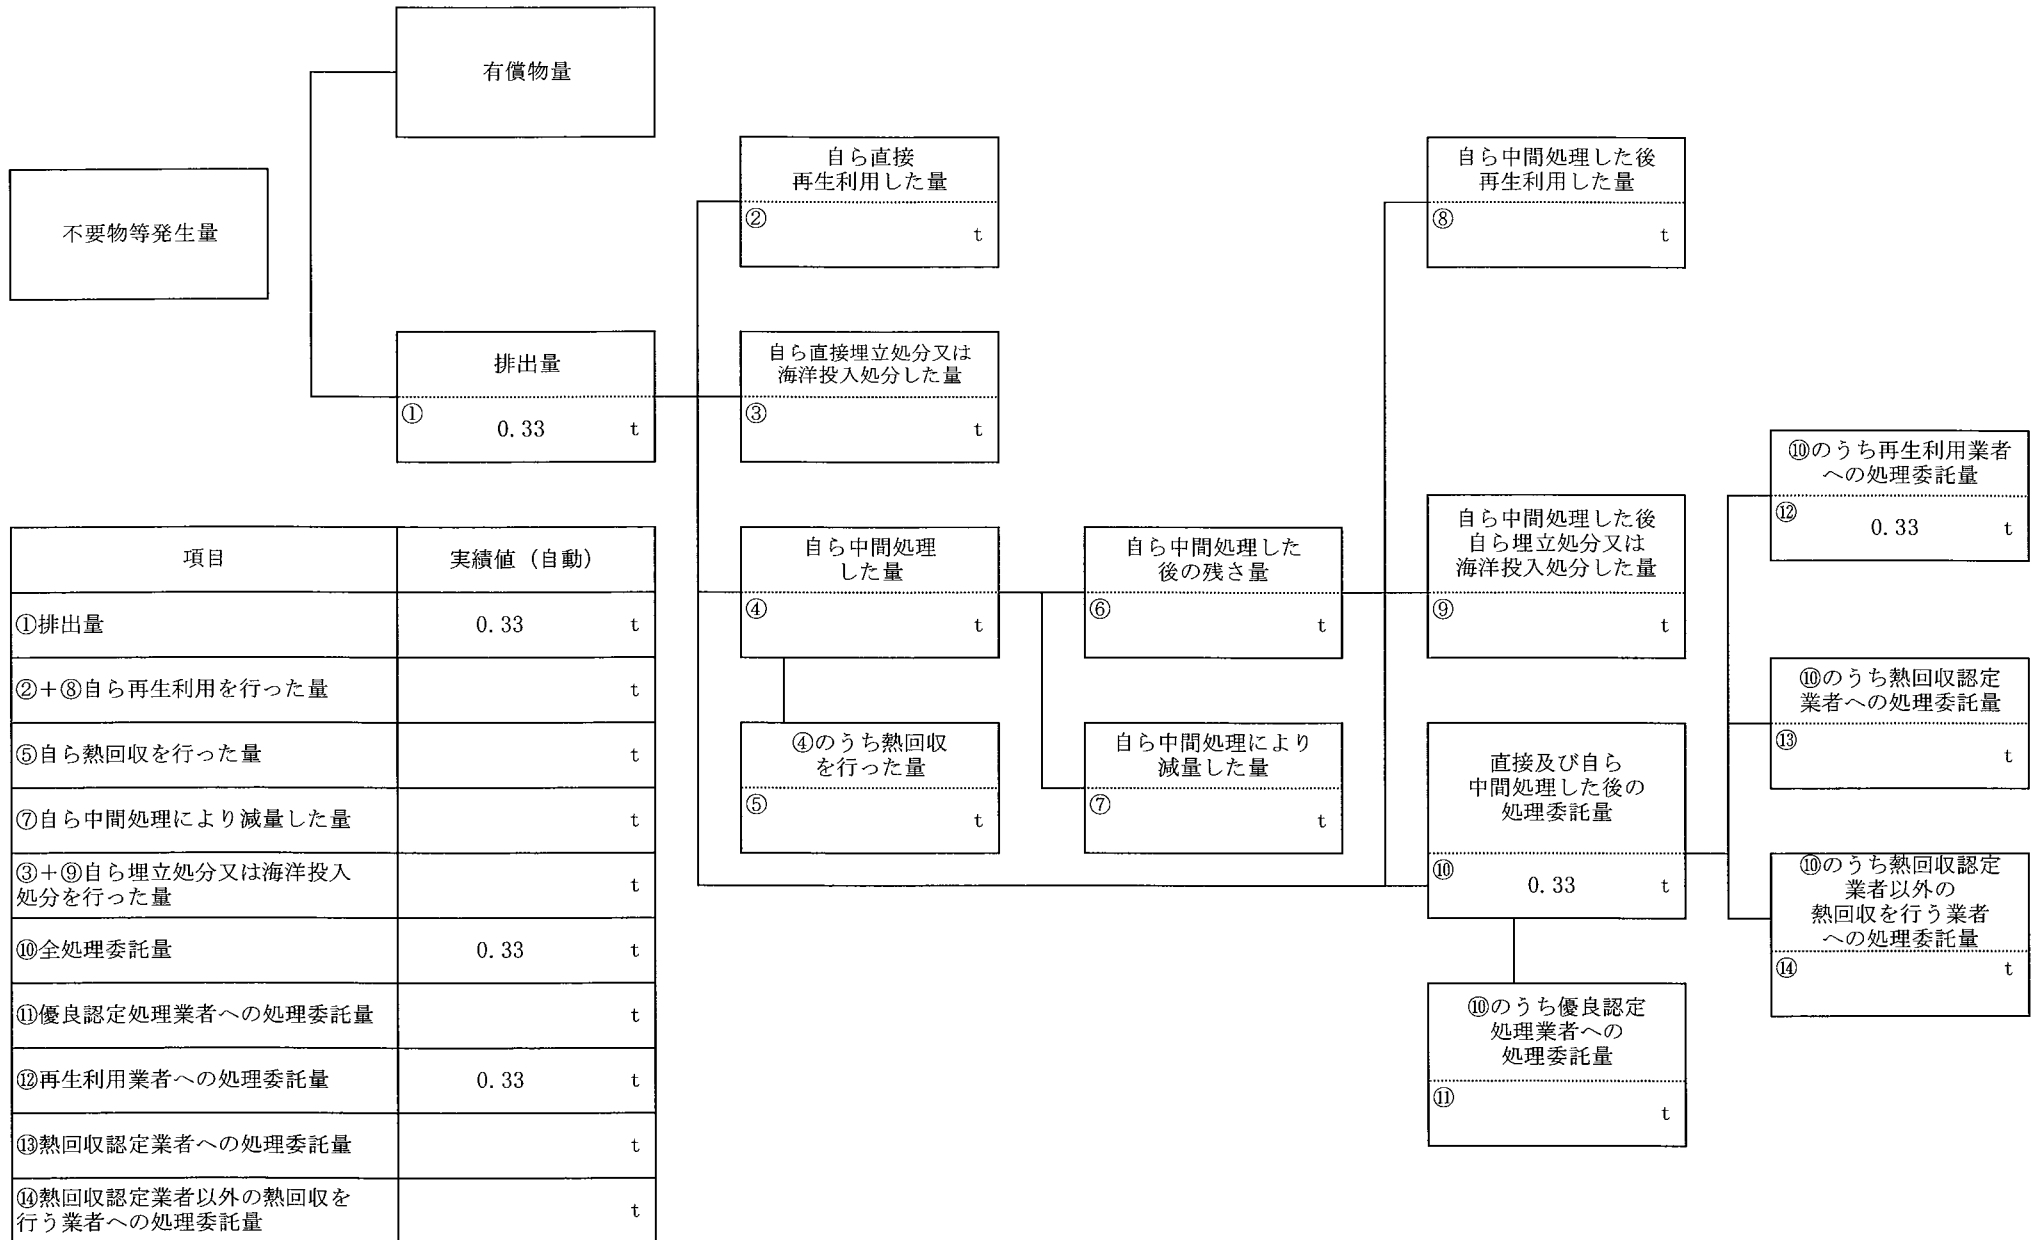 有償物量
不要物等発生量
排出量
①
0.33 t
自ら直接
再生利用した量
②
t
自ら直接埋立処分又は
海洋投入処分した量
③
t
自ら中間処理
した量
④
t
④のうち熱回収
を行った量
⑤
t
自ら中間処理した
後の残さ量
⑥
t
自ら中間処理により
減量した量
⑦
t
自ら中間処理した後
再生利用した量
⑧
t
自ら中間処理した後
自ら埋立処分又は
海洋投入処分した量
⑨
t
直接及び自ら
中間処理した後の
処理委託量
⑩
0.33 t
⑩のうち優良認定
処理業者への
処理委託量
⑪
t
⑩のうち再生利用業者
への処理委託量
⑫
0.33 t
⑩のうち熱回収認定
業者への処理委託量
⑬
t
⑩のうち熱回収認定
業者以外の
熱回収を行う業者
への処理委託量
⑭
t
項目 実績値（自動）
①排出量 0.33 t
②＋⑧自ら再生利用を行った量 t
⑤自ら熱回収を行った量 t
⑦自ら中間処理により減量した量 t
③＋⑨自ら埋立処分又は海洋投入
処分を行った量 t
⑩全処理委託量 0.33 t
⑪優良認定処理業者への処理委託量 t
⑫再生利用業者への処理委託量 0.33 t
⑬熱回収認定業者への処理委託量 t
⑭熱回収認定業者以外の熱回収を
行う業者への処理委託量 t